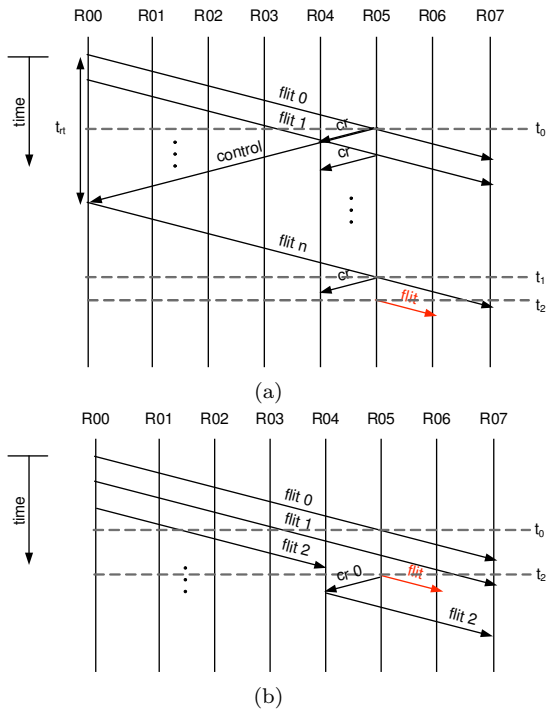 R00 R01 R02 R03 R04 R05 R06 R07
time
t_rt
flit 0
flit 1
cr
t_0
control
cr
flit n
cr
t_1
flit
t_2
(a)
R00 R01 R02 R03 R04 R05 R06 R07
time
flit 0
flit 1
t_0
flit 2
cr 0
flit
t_2
flit 2
(b)